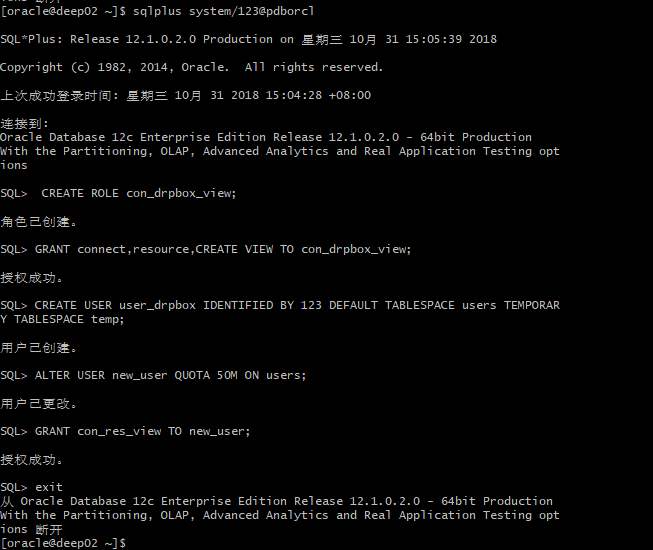 [oracle@deep02 ~]$ sqlplus system/123@pdborcl
SQL*Plus: Release 12.1.0.2.0 Production on 星期三 10月 31 15:05:39 2018
Copyright (c) 1982, 2014, Oracle.  All rights reserved.
上次成功登录时间: 星期三 10月 31 2018 15:04:28 +08:00
连接到:
Oracle Database 12c Enterprise Edition Release 12.1.0.2.0 - 64bit Production
With the Partitioning, OLAP, Advanced Analytics and Real Application Testing opt
ions
SQL>  CREATE ROLE con_drpbox_view;
角色已创建。
SQL> GRANT connect,resource,CREATE VIEW TO con_drpbox_view;
授权成功。
SQL> CREATE USER user_drpbox IDENTIFIED BY 123 DEFAULT TABLESPACE users TEMPORAR
Y TABLESPACE temp;
用户已创建。
SQL> ALTER USER new_user QUOTA 50M ON users;
用户已更改。
SQL> GRANT con_res_view TO new_user;
授权成功。
SQL> exit
从 Oracle Database 12c Enterprise Edition Release 12.1.0.2.0 - 64bit Production
With the Partitioning, OLAP, Advanced Analytics and Real Application Testing opt
ions 断开
[oracle@deep02 ~]$